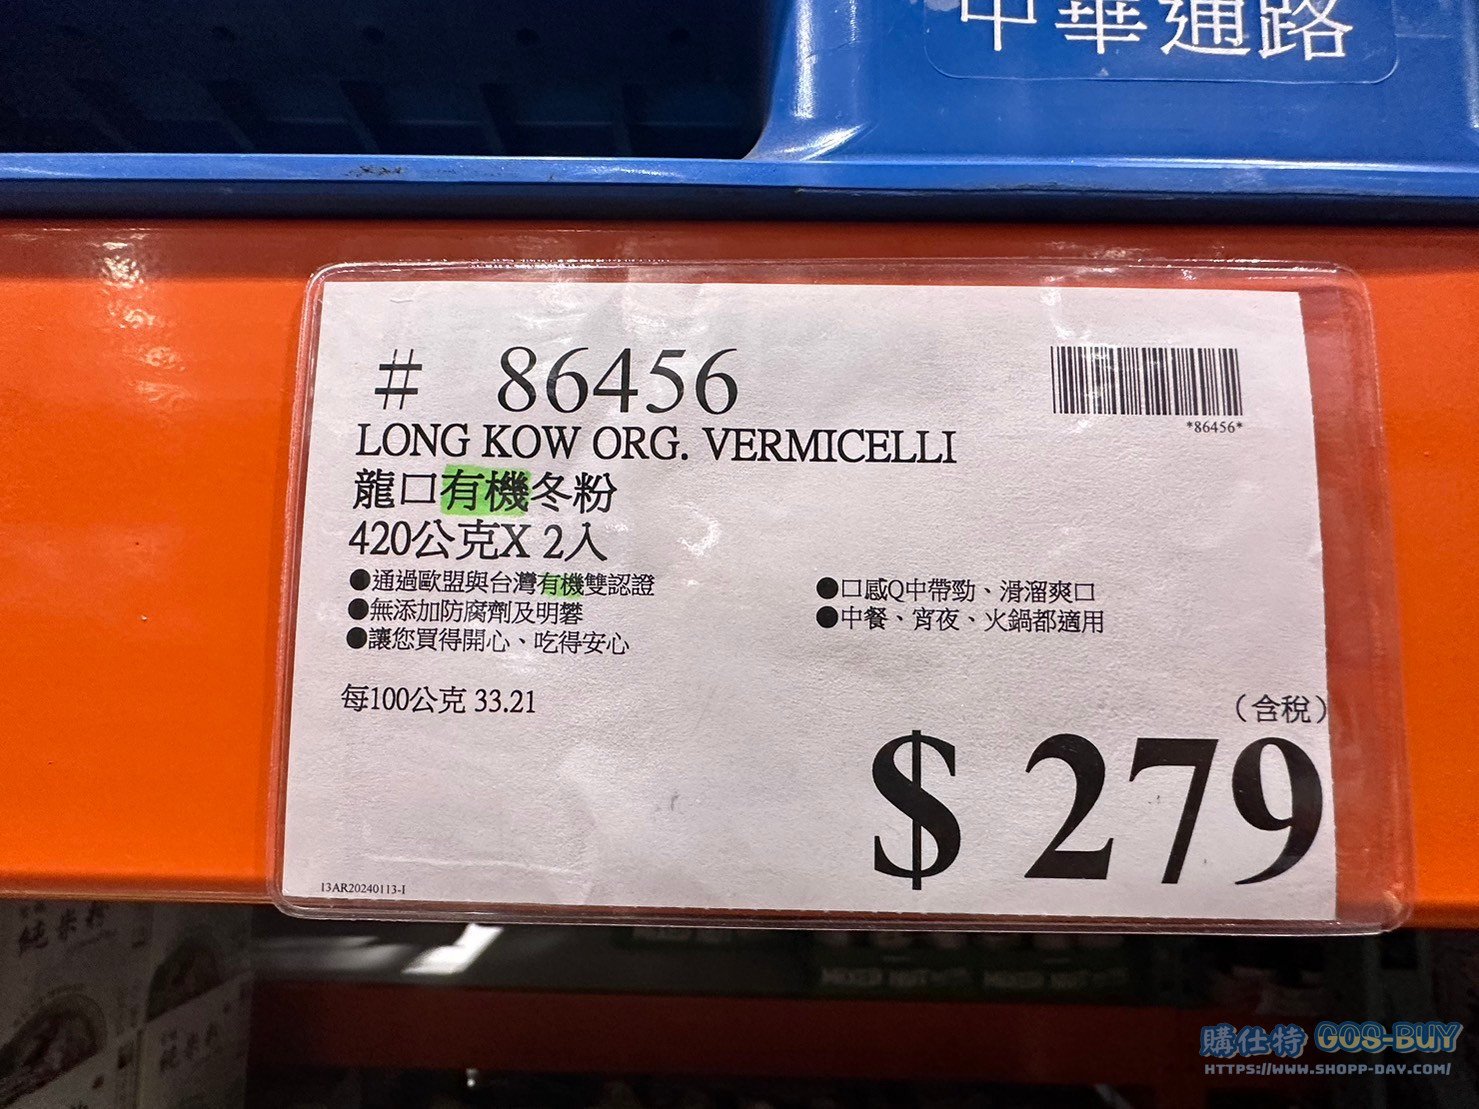 中華通路
# 86456
*86456*
LONG KOW ORG. VERMICELLI
龍口有機冬粉
420公克X 2入
●通過歐盟與台灣有機雙認證
●無添加防腐劑及明礬
●讓您買得開心、吃得安心
●口感Q中帶勁、滑溜爽口
●中餐、宵夜、火鍋都適用
每100公克 33.21
（含稅）
$ 279
13AR20240113-I
純米粉
購仕特 GOS-BUY
HTTPS://WWW.SHOPP-DAY.COM/